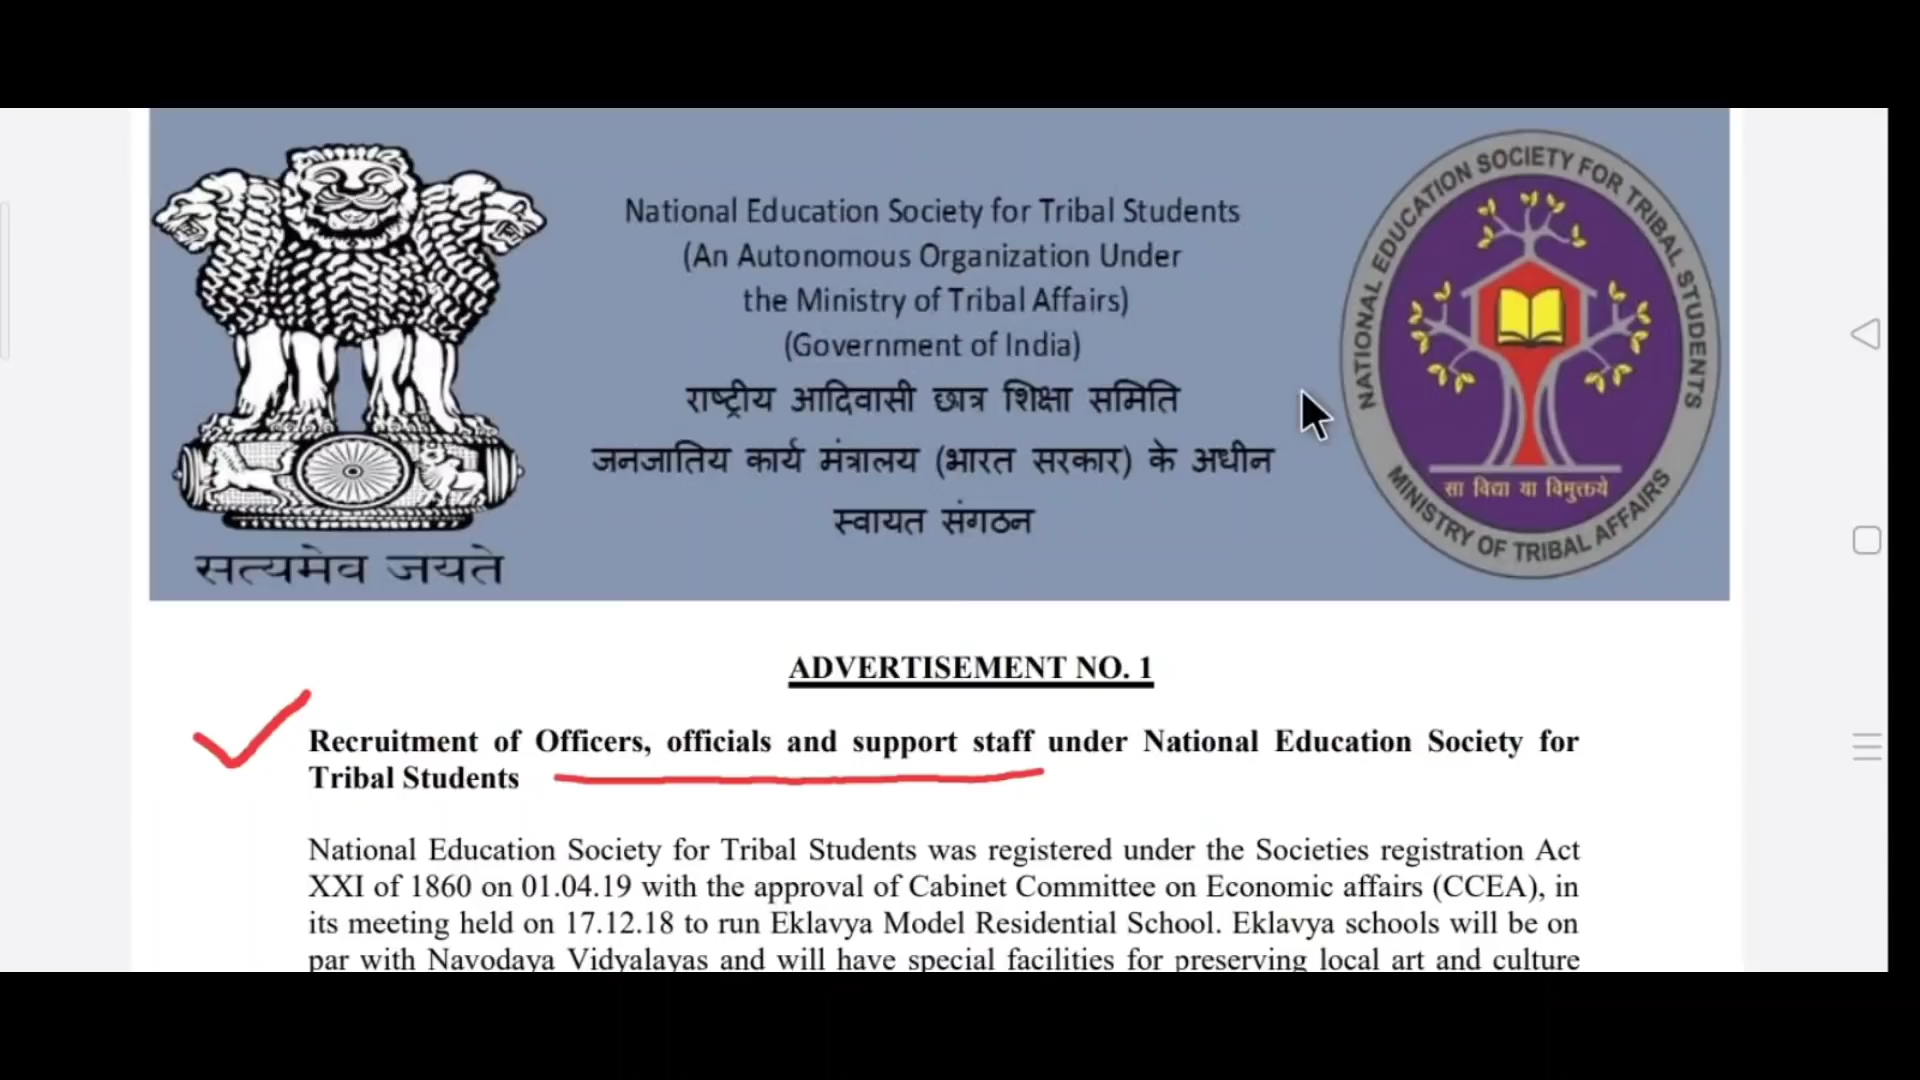 सत्यमेव जयते
National Education Society for Tribal Students
(An Autonomous Organization Under
the Ministry of Tribal Affairs)
(Government of India)
राष्ट्रीय आदिवासी छात्र शिक्षा समिति
जनजातिय कार्य मंत्रालय (भारत सरकार) के अधीन
स्वायत संगठन
NATIONAL EDUCATION SOCIETY FOR TRIBAL STUDENTS
सा विद्या या विमुक्तये
MINISTRY OF TRIBAL AFFAIRS
ADVERTISEMENT NO. 1
Recruitment of Officers, officials and support staff under National Education Society for
Tribal Students
National Education Society for Tribal Students was registered under the Societies registration Act
XXI of 1860 on 01.04.19 with the approval of Cabinet Committee on Economic affairs (CCEA), in
its meeting held on 17.12.18 to run Eklavya Model Residential School. Eklavya schools will be on
par with Navodaya Vidyalayas and will have special facilities for preserving local art and culture